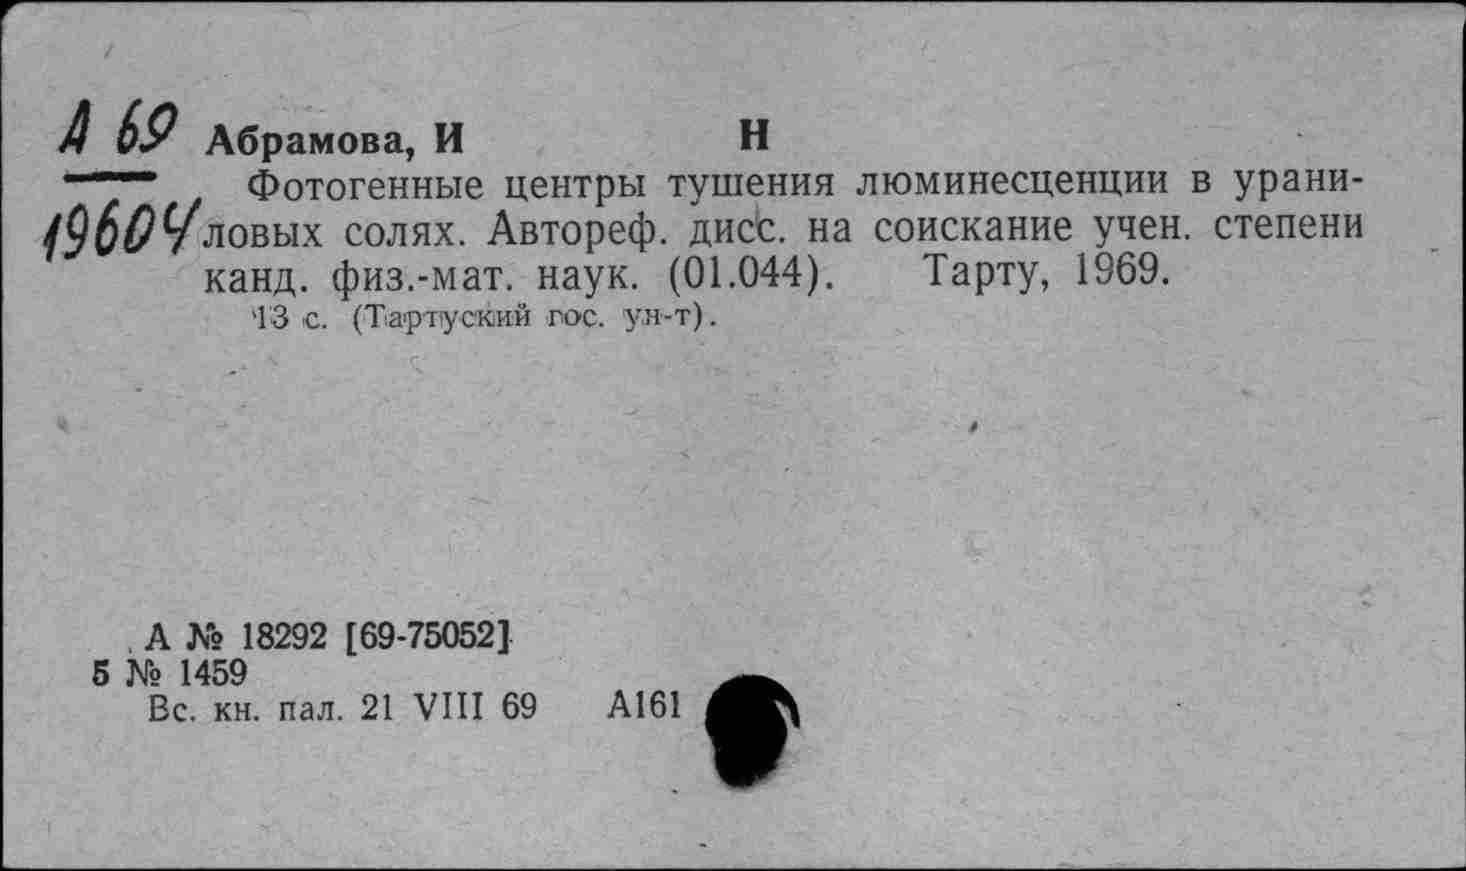 А 69 Абрамова, И Н
Фотогенные центры тушения люминесценции в урани-
19604 ловых солях. Автореф. дисс. на соискание учен. степени
канд. физ.-мат. наук. (01.044). Тарту, 1969.
13 с. (Тартуский гос. ун-т).
А № 18292 [69-75052]
5 № 1459
Вс. кн. пал. 21 VIII 69 А161